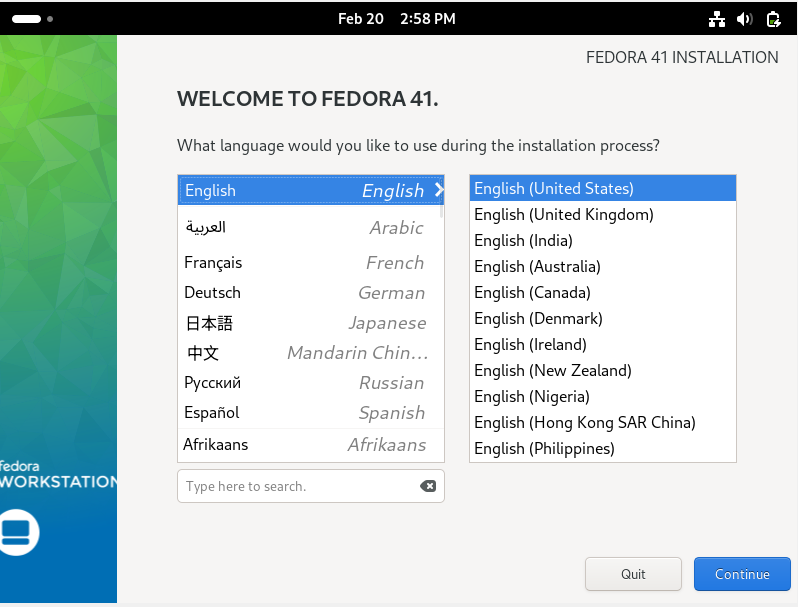 Feb 20 2:58 PM
FEDORA 41 INSTALLATION
WELCOME TO FEDORA 41.
What language would you like to use during the installation process?
English English
العربية Arabic
Français French
Deutsch German
日本語 Japanese
中文 Mandarin Chin...
Русский Russian
Español Spanish
Afrikaans Afrikaans
Type here to search.
English (United States)
English (United Kingdom)
English (India)
English (Australia)
English (Canada)
English (Denmark)
English (Ireland)
English (New Zealand)
English (Nigeria)
English (Hong Kong SAR China)
English (Philippines)
fedora
WORKSTATION
Quit Continue